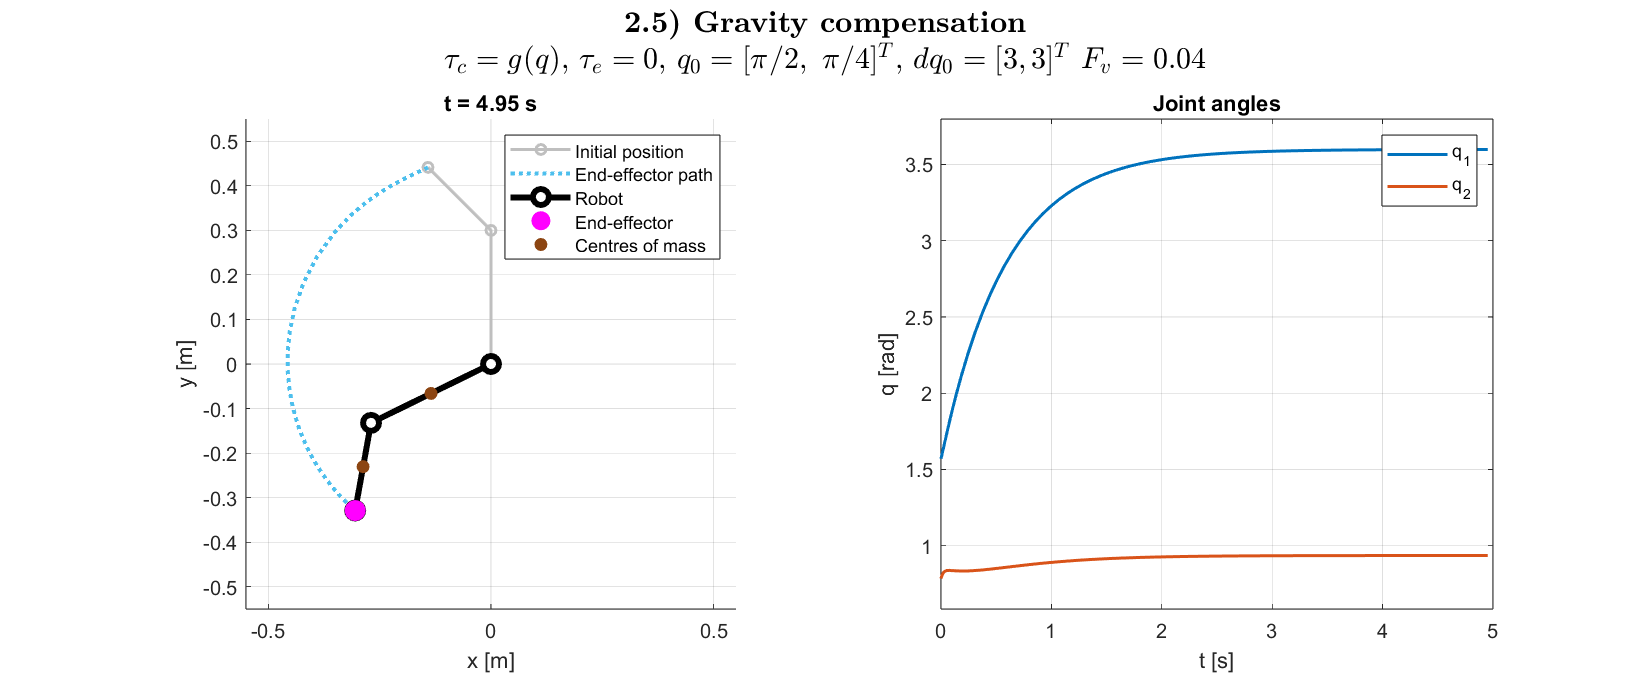 2.5) Gravity compensation
τ_c = g(q), τ_e = 0, q_0 = [π/2, π/4]^T, dq_0 = [3, 3]^T F_v = 0.04
t = 4.95 s
0.5
0.4
0.3
0.2
0.1
0
-0.1
-0.2
-0.3
-0.4
-0.5
y [m]
-0.5
0
0.5
x [m]
Initial position
End-effector path
Robot
End-effector
Centres of mass
Joint angles
3.5
3
2.5
2
1.5
1
q [rad]
0
1
2
3
4
5
t [s]
q_1
q_2